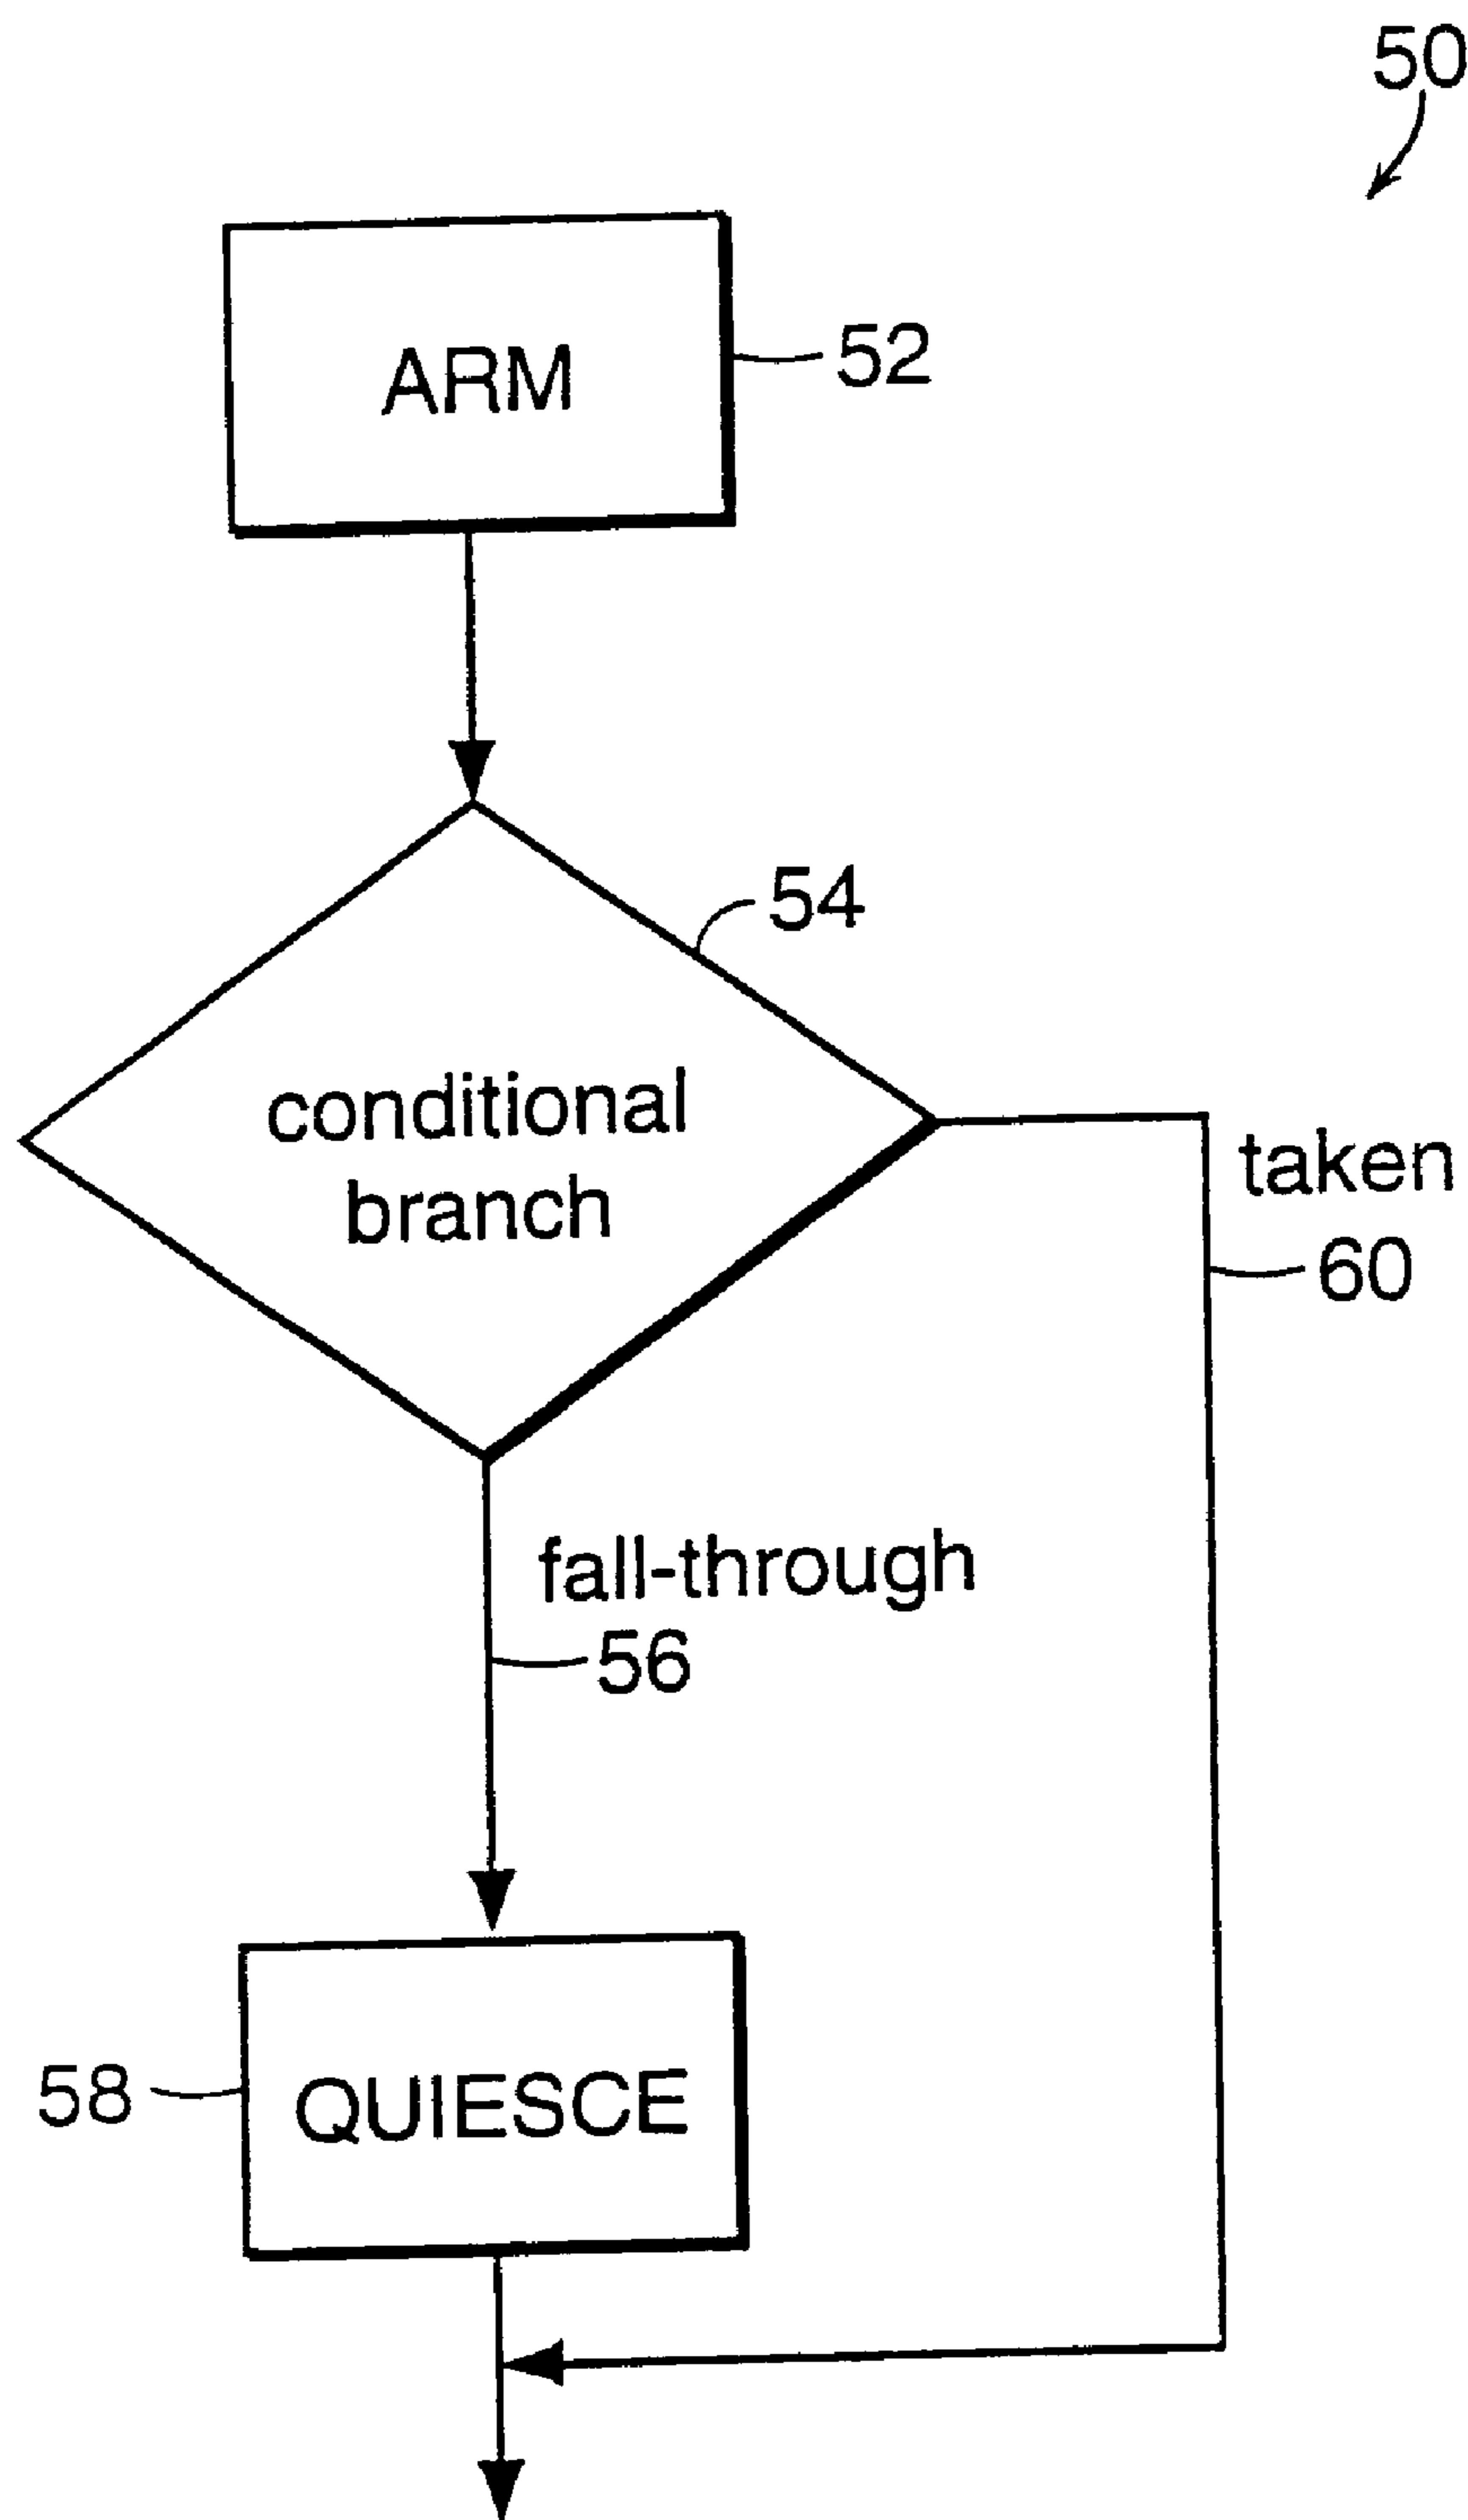 50
ARM
52
54
conditional
branch
taken
60
fall-through
56
58
QUIESCE